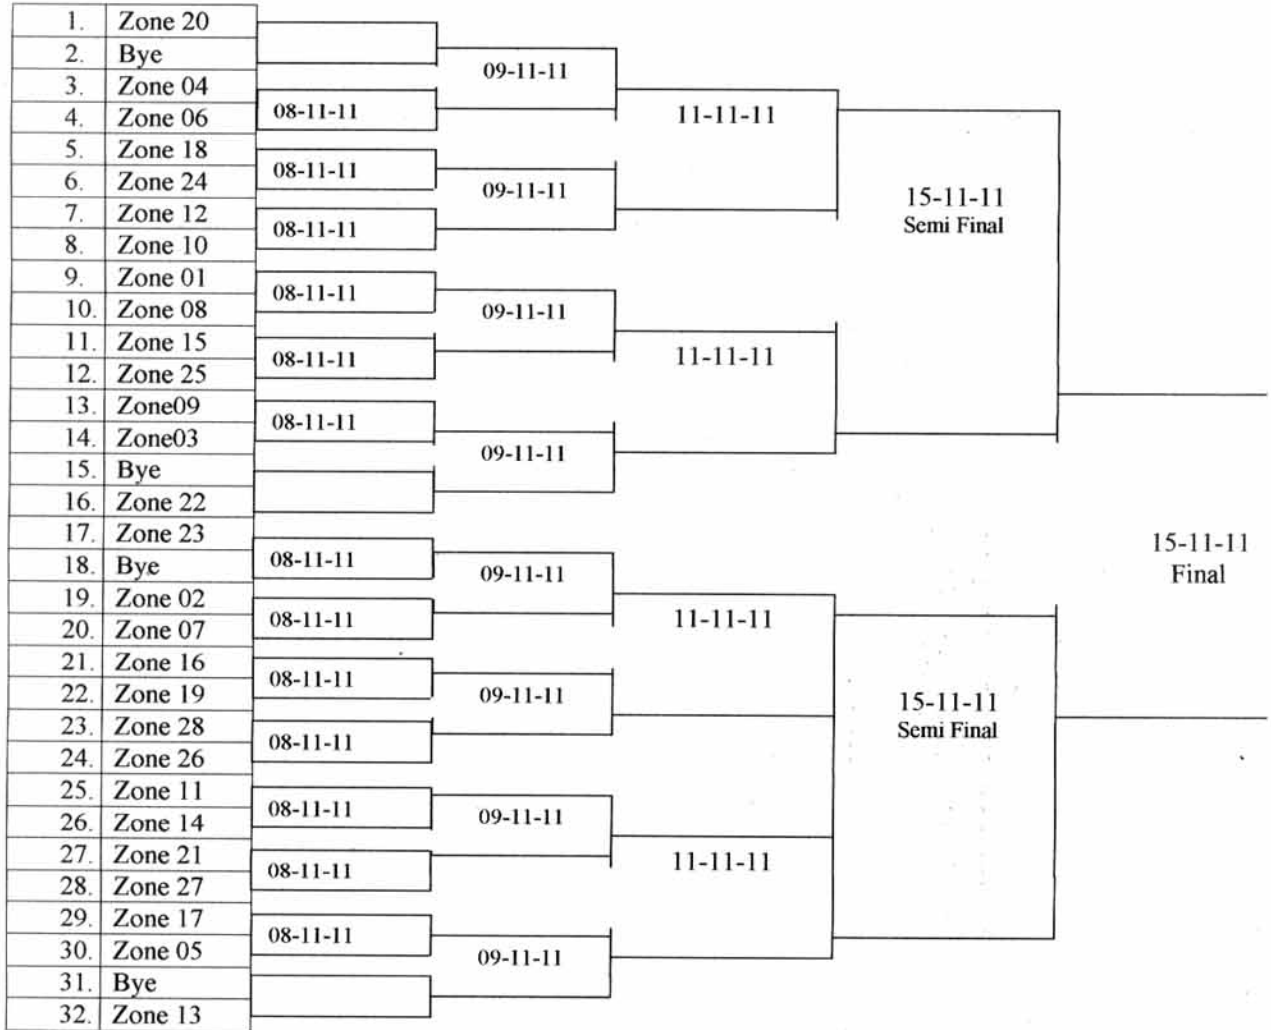 1. Zone 20
2. Bye
3. Zone 04
4. Zone 06
5. Zone 18
6. Zone 24
7. Zone 12
8. Zone 10
9. Zone 01
10. Zone 08
11. Zone 15
12. Zone 25
13. Zone09
14. Zone03
15. Bye
16. Zone 22
17. Zone 23
18. Bye
19. Zone 02
20. Zone 07
21. Zone 16
22. Zone 19
23. Zone 28
24. Zone 26
25. Zone 11
26. Zone 14
27. Zone 21
28. Zone 27
29. Zone 17
30. Zone 05
31. Bye
32. Zone 13
08-11-11
08-11-11
08-11-11
08-11-11
08-11-11
08-11-11
08-11-11
08-11-11
08-11-11
08-11-11
08-11-11
08-11-11
08-11-11
09-11-11
09-11-11
09-11-11
09-11-11
09-11-11
09-11-11
09-11-11
09-11-11
11-11-11
11-11-11
11-11-11
11-11-11
15-11-11
Semi Final
15-11-11
Semi Final
15-11-11
Final